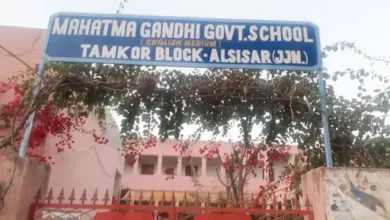 MAHATMA GANDHI GOVT. SCHOOL
(ENGLISH MEDIUM)
TAMKOR BLOCK-ALSISAR (JJN.)